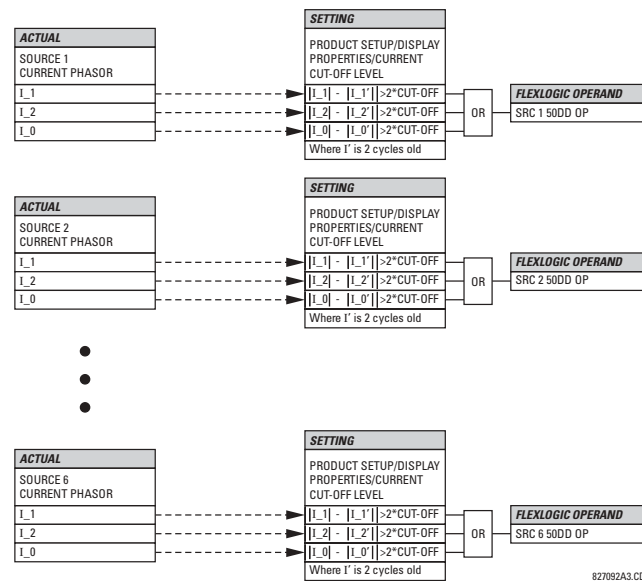 ACTUAL
SOURCE 1
CURRENT PHASOR
I_1
I_2
I_0
SETTING
PRODUCT SETUP/DISPLAY
PROPERTIES/CURRENT
CUT-OFF LEVEL
||I_1| - |I_1'||>2*CUT-OFF
||I_2| - |I_2'||>2*CUT-OFF
||I_0| - |I_0'||>2*CUT-OFF
Where I' is 2 cycles old
OR
FLEXLOGIC OPERAND
SRC 1 50DD OP
ACTUAL
SOURCE 2
CURRENT PHASOR
I_1
I_2
I_0
SETTING
PRODUCT SETUP/DISPLAY
PROPERTIES/CURRENT
CUT-OFF LEVEL
||I_1| - |I_1'||>2*CUT-OFF
||I_2| - |I_2'||>2*CUT-OFF
||I_0| - |I_0'||>2*CUT-OFF
Where I' is 2 cycles old
OR
FLEXLOGIC OPERAND
SRC 2 50DD OP
ACTUAL
SOURCE 6
CURRENT PHASOR
I_1
I_2
I_0
SETTING
PRODUCT SETUP/DISPLAY
PROPERTIES/CURRENT
CUT-OFF LEVEL
||I_1| - |I_1'||>2*CUT-OFF
||I_2| - |I_2'||>2*CUT-OFF
||I_0| - |I_0'||>2*CUT-OFF
Where I' is 2 cycles old
OR
FLEXLOGIC OPERAND
SRC 6 50DD OP